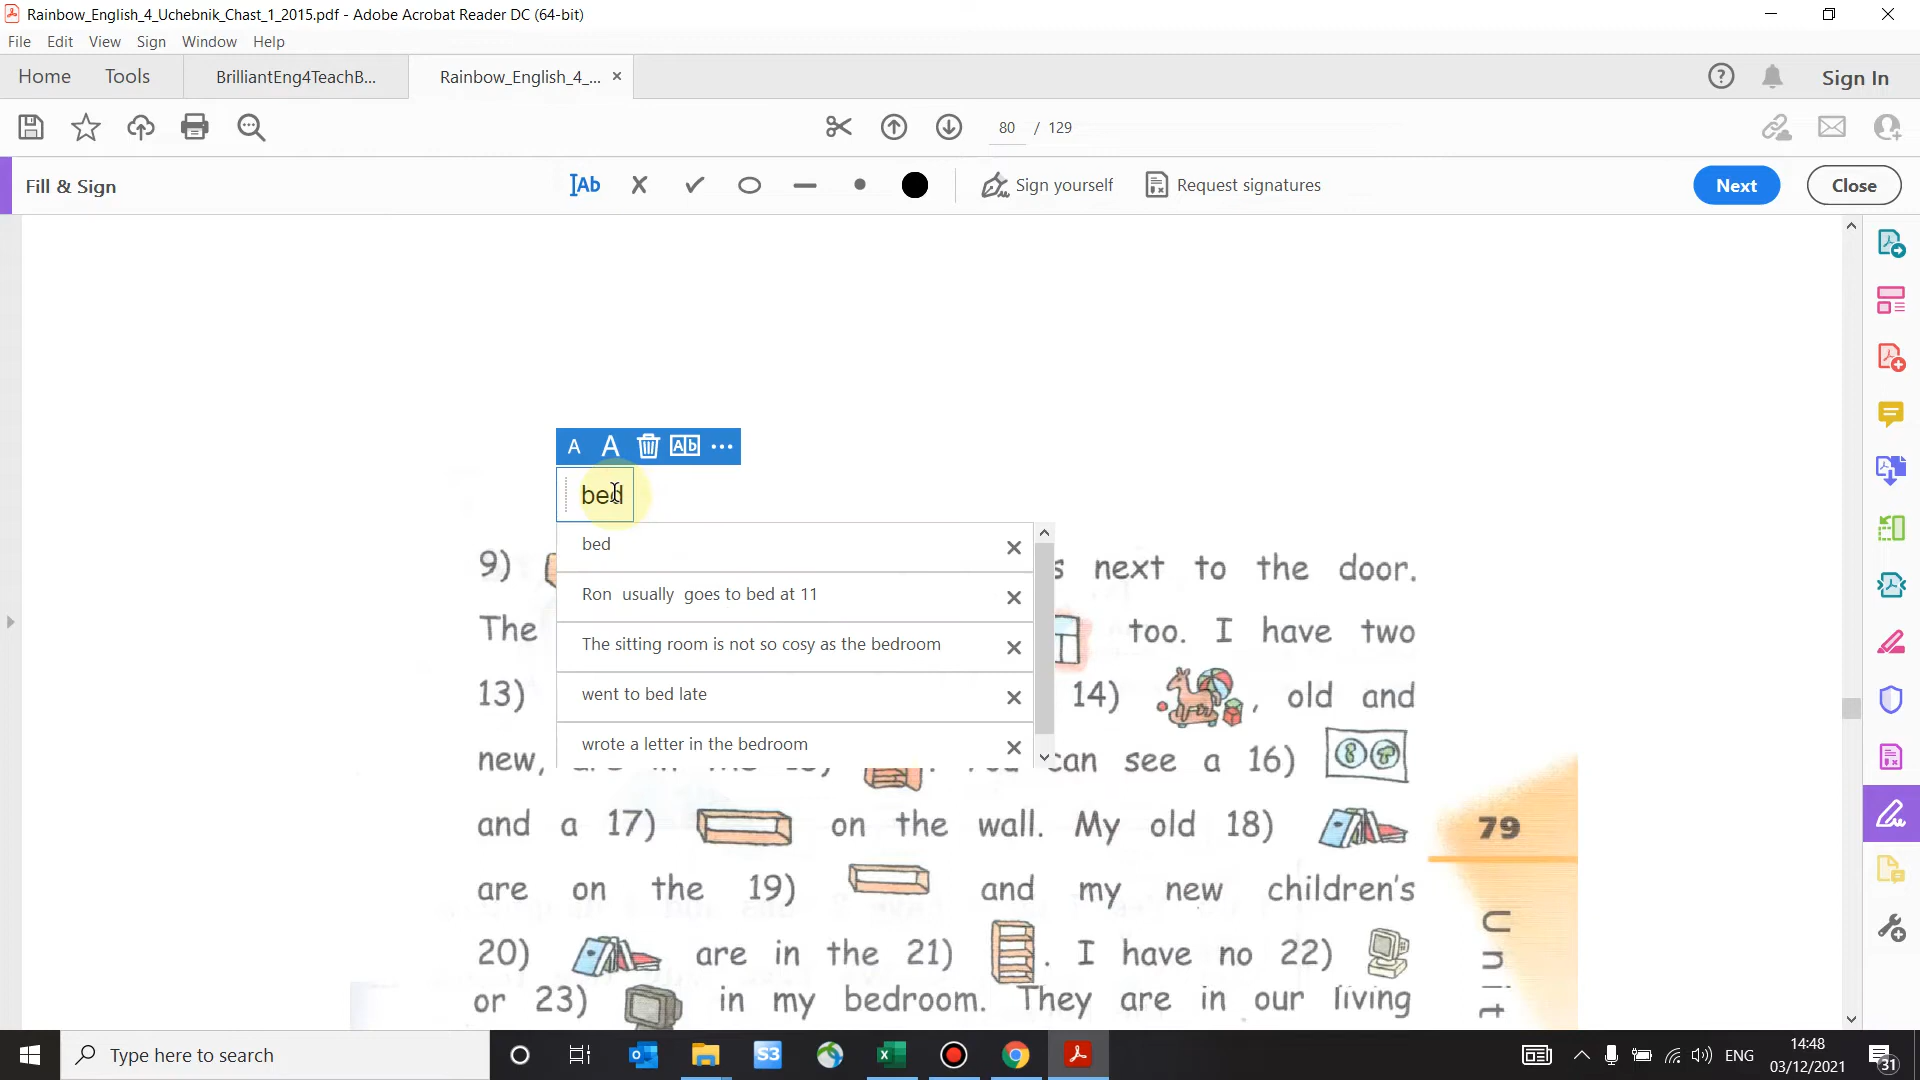 Rainbow_English_4_Uchebnik_Chast_1_2015.pdf - Adobe Acrobat Reader DC (64-bit)
File Edit View Sign Window Help
Home Tools BrilliantEng4TeachB... Rainbow_English_4_... ×
Sign In
80 / 129
Fill & Sign
Ab Sign yourself Request signatures Next Close
A A Ab ...
bed
bed
Ron usually goes to bed at 11
The sitting room is not so cosy as the bedroom
went to bed late
wrote a letter in the bedroom
9) s next to the door.
The too. I have two
13) 14) , old and
new, can see a 16)
and a 17) on the wall. My old 18)
79
are on the 19) and my new children's
20) are in the 21) . I have no 22)
or 23) in my bedroom. They are in our living
Unit
Type here to search
S3
ENG
14:48
03/12/2021
31